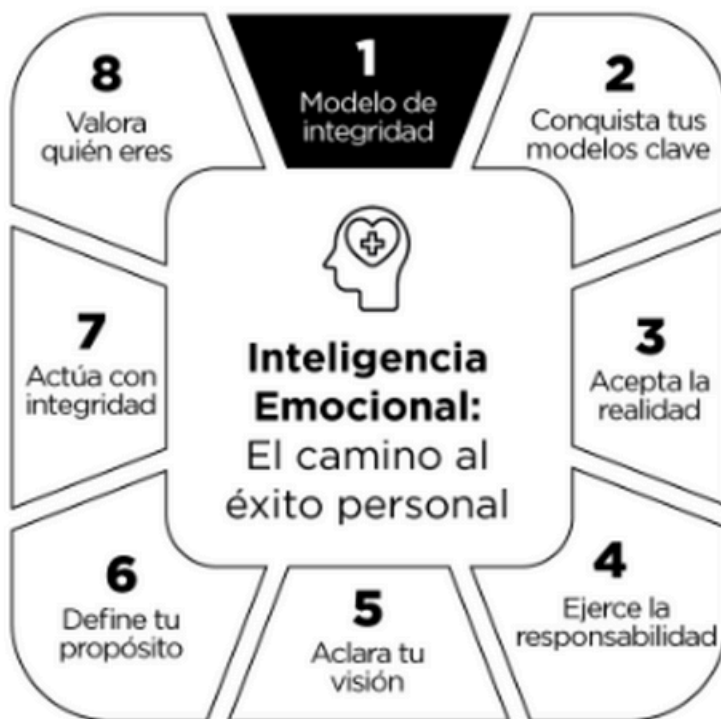 1
Modelo de
integridad
2
Conquista tus
modelos clave
3
Acepta la
realidad
4
Ejerce la
responsabilidad
5
Aclara tu
visión
6
Define tu
propósito
7
Actúa con
integridad
8
Valora
quién eres
Inteligencia
Emocional:
El camino al
éxito personal